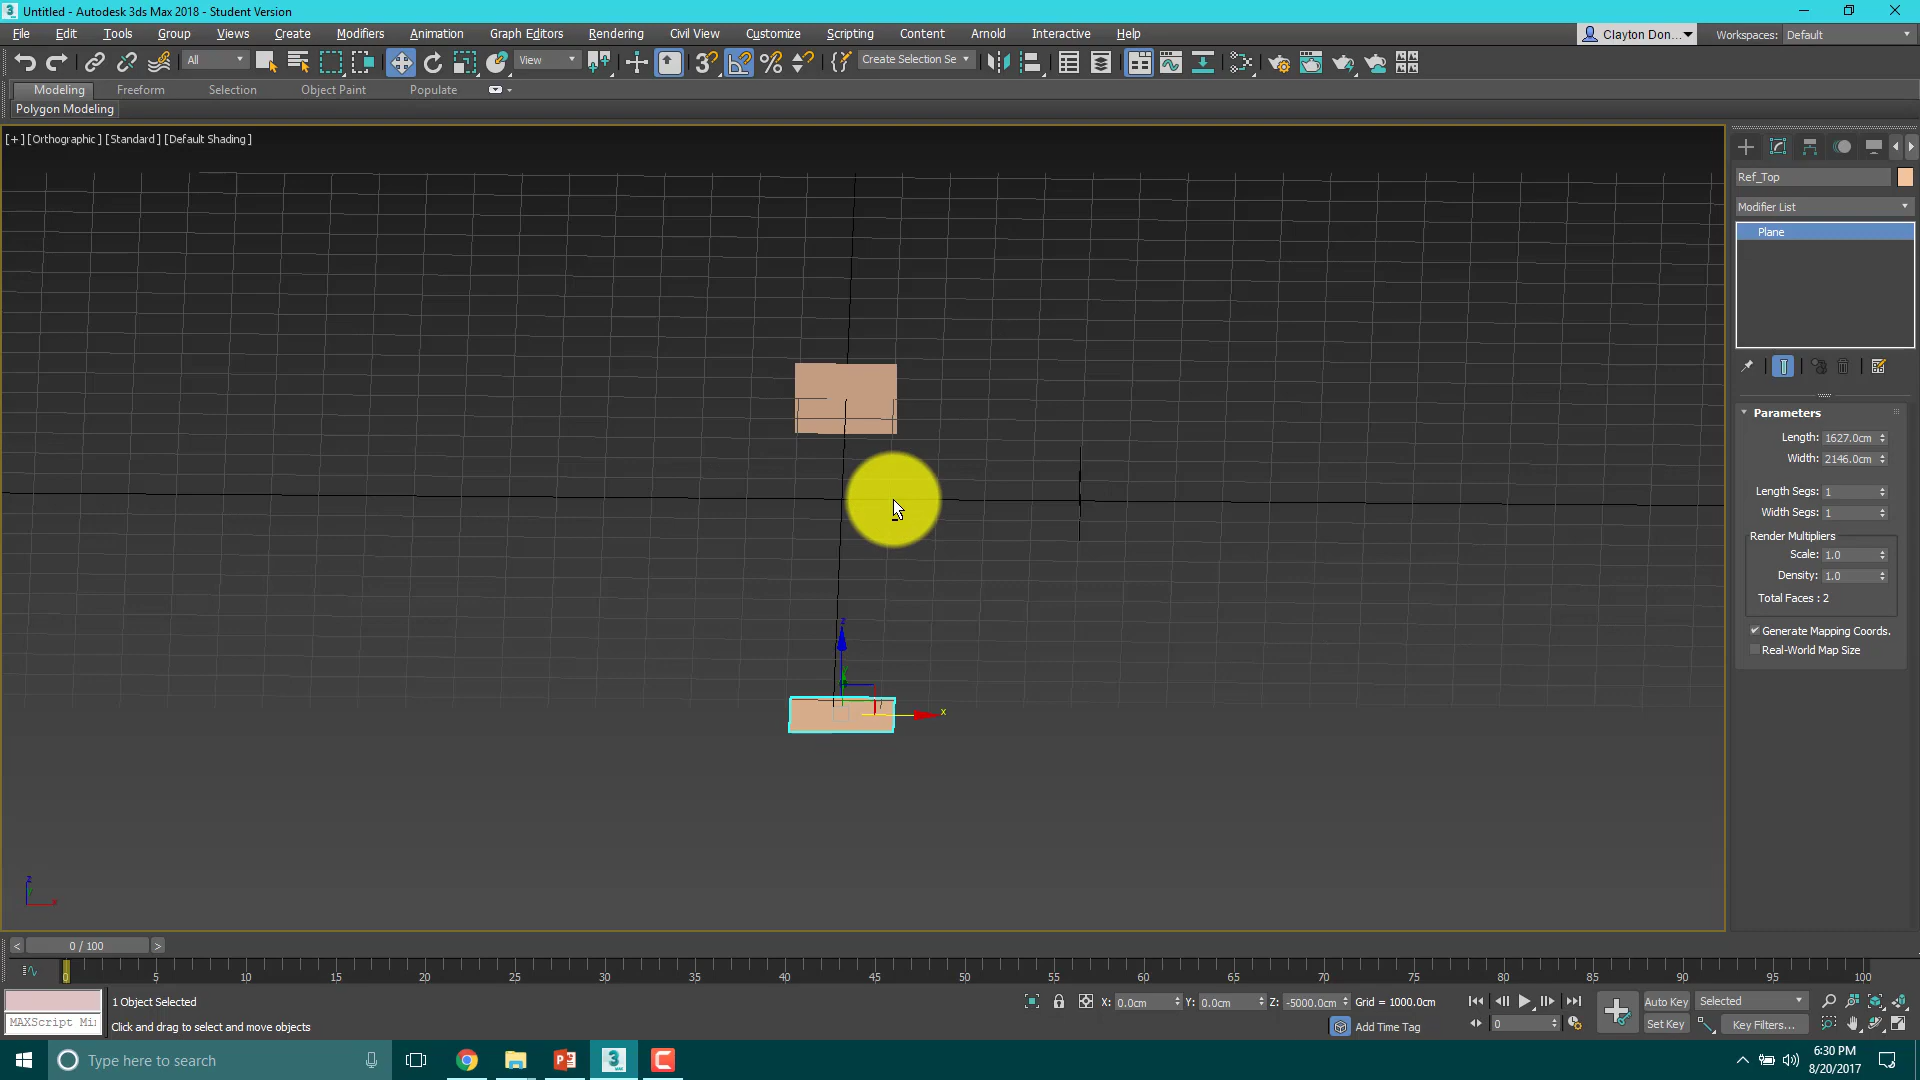 Untitled - Autodesk 3ds Max 2018 - Student Version
File Edit Tools Group Views Create Modifiers Animation Graph Editors Rendering Civil View Customize Scripting Content Arnold Interactive Help
Clayton Don... Workspaces: Default
All View Create Selection Se
Modeling Freeform Selection Object Paint Populate
Polygon Modeling
[+] [Orthographic] [Standard] [Default Shading]
Ref_Top
Modifier List
Plane
Parameters
Length: 1627.0cm
Width: 2146.0cm
Length Segs: 1
Width Segs: 1
Render Multipliers
Scale: 1.0
Density: 1.0
Total Faces : 2
Generate Mapping Coords.
Real-World Map Size
z
x
z
y
x
< 0 / 100 >
0 5 10 15 20 25 30 35 40 45 50 55 60 65 70 75 80 85 90 95 100
1 Object Selected
X: 0.0cm Y: 0.0cm Z: -5000.0cm Grid = 1000.0cm
Auto Key Selected
MAXScript Mi
Click and drag to select and move objects
Add Time Tag
0
Set Key Key Filters...
Type here to search
6:30 PM
8/20/2017